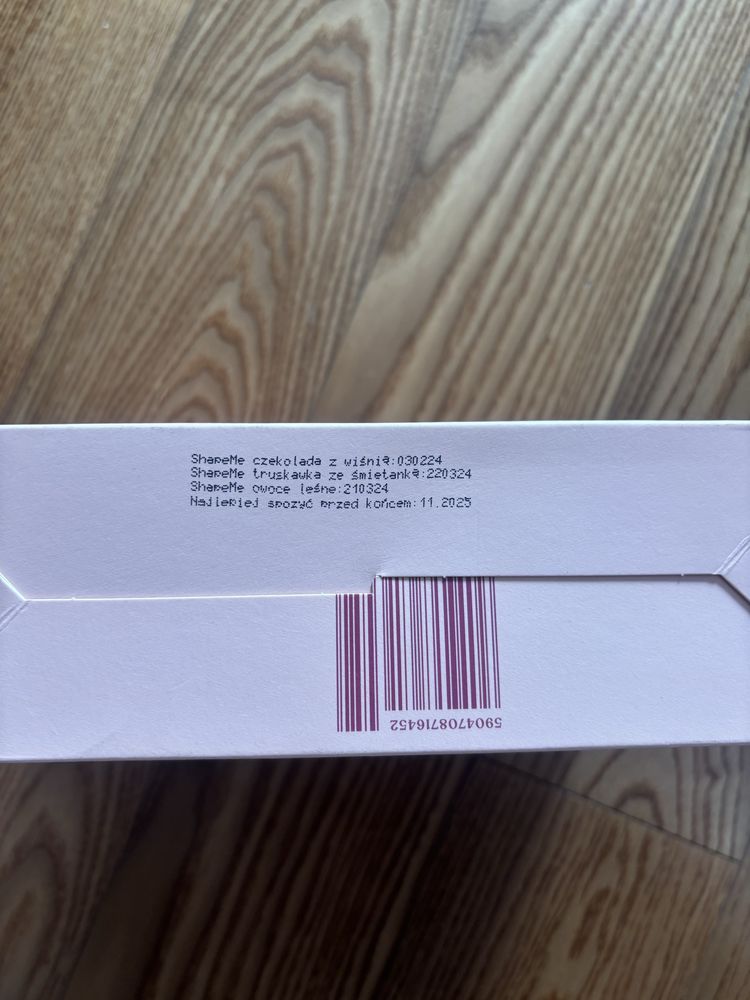 ShapeMe czekolada z wiśnią:030224
ShapeMe truskawka ze śmietanką:220324
ShapeMe owoce leśne:210324
Najlepiej spożyć przed końcem:11.2025
5904708716452